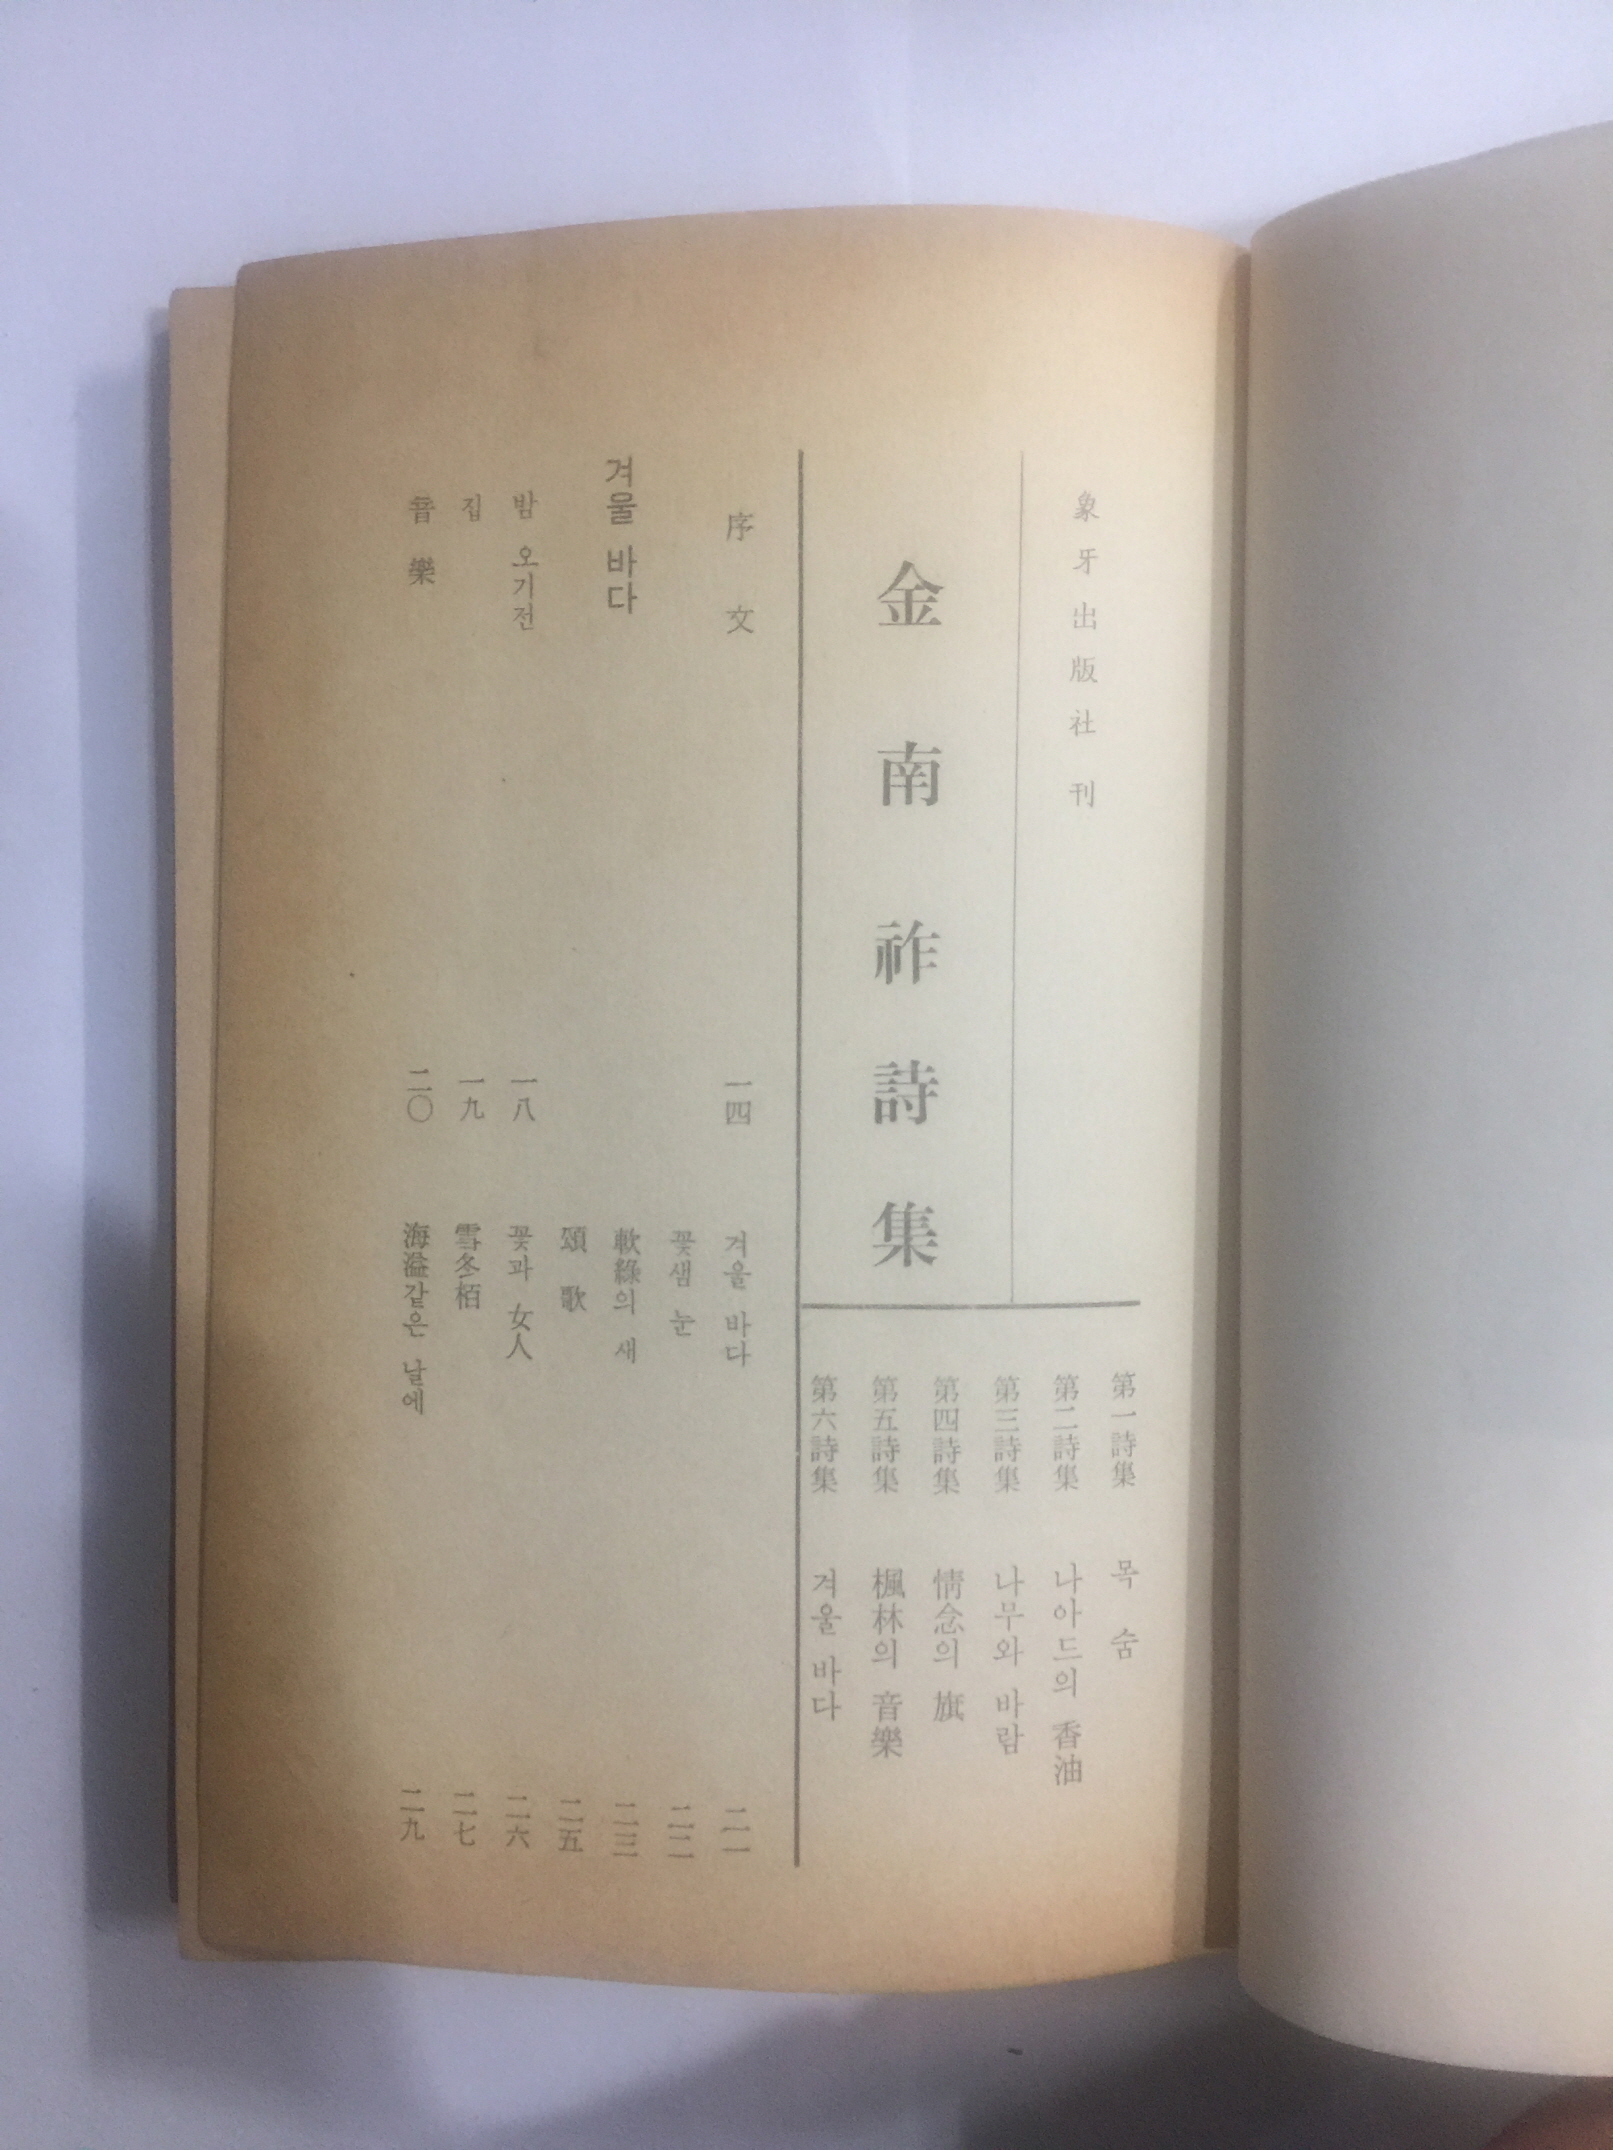 象牙出版社 刊
金南祚詩集
第一詩集 목숨
第二詩集 나아드의 香油
第三詩集 나무와 바람
第四詩集 情念의 旗
第五詩集 楓林의 音樂
第六詩集 겨울 바다
序文 一四
겨울 바다
밤 오기전 一八
집 一九
音樂 二〇
겨울 바다 二一
꽃샘 눈 二二
軟綠의 새 二三
頌歌 二五
꽃과 女人 二六
雪冬栢 二七
海溢같은 날에 二九